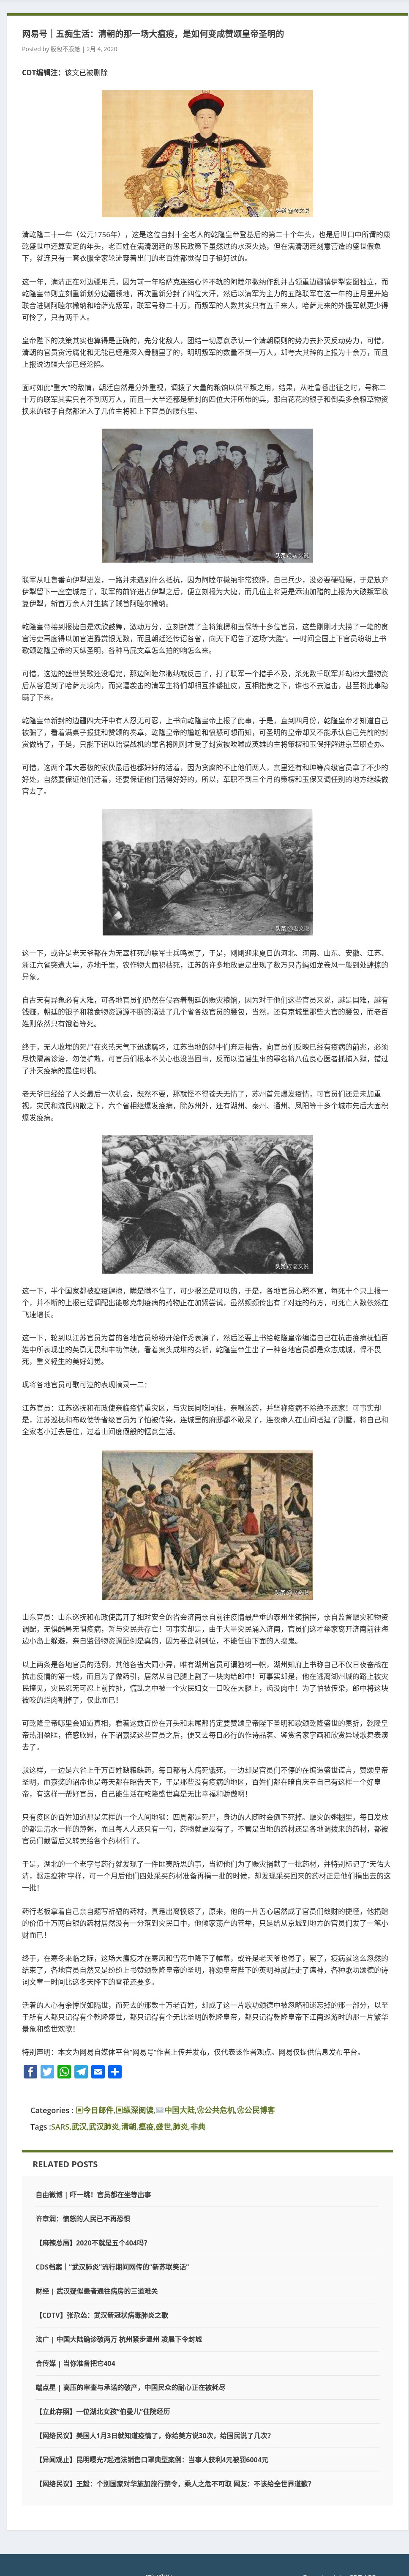 网易号｜五痴生活：清朝的那一场大瘟疫，是如何变成赞颂皇帝圣明的
2月 4, 2020
CDT编辑注：该文已被删除
清乾隆二十一年（公元1756年），这是这位自封十全老人的乾隆皇帝登基后的第二十个年头，也是后世口中所谓的康
乾盛世中还算安定的年头，老百姓在满清朝廷的愚民政策下虽然过的水深火热，但在满清朝廷刻意营造的盛世假象
下，就连只有一套衣服全家轮流穿着出门的老百姓都觉得日子挺好过的。
这一年，满清正在对边疆用兵，因为前一年哈萨克连结心怀不轨的阿睦尔撒纳作乱并占领重边疆镇伊犁妄图独立，而
乾隆皇帝则立刻重新划分边疆领地，再次重新分封了四位大汗，然后以清军为主力的五路联军在这一年的正月里开始
联合进剿阿睦尔撒纳和哈萨克叛军，联军号称二十万，而叛军的人数其实只有五千来人，哈萨克来的外援军就更少得
可怜了，只有两千人。
皇帝陛下的决策其实也算得是正确的，先分化敌人，团结一切愿意承认一个清朝原则的势力去扑灭反动势力，可惜，
清朝的官员贪污腐化和无能已经是深入骨髓里了的，明明叛军的数量不到一万人，却夸大其辞的上报为十余万，而且
上报说边疆大部已经沦陷。
面对如此“重大”的敌情，朝廷自然是分外重视，调拨了大量的粮饷以供平叛之用，结果，从吐鲁番出征之时，号称二
十万的联军其实只有不到两万人，而且一大半还都是新封的四位大汗所带的兵，那白花花的银子和倒卖多余粮草物资
换来的银子自然都流入了几位主将和上下官员的腰包里。
联军从吐鲁番向伊犁进发，一路并未遇到什么抵抗，因为阿睦尔撒纳非常狡猾，自己兵少，没必要硬碰硬，于是放弃
伊犁留下一座空城走了，联军的前锋进占伊犁之后，便立刻报为大捷，而几位主将更是添油加醋的上报为大破叛军收
复伊犁，斩首万余人并生擒了贼首阿睦尔撒纳。
乾隆皇帝接到报捷自是欢欣鼓舞，激动万分，立刻封赏了主将策楞和玉保等十多位官员，这些刚刚才大捞了一笔的贪
官污吏再度得以加官进爵赏银无数，而且朝廷还传诏各省，向天下昭告了这场“大胜”。一时间全国上下官员纷纷上书
歌颂乾隆皇帝的天纵圣明，各种马屁文章怎么拍的响怎么来。
可惜，这边的盛世赞歌还没唱完，那边阿睦尔撒纳就反击了，打了联军一个措手不及，杀死数千联军并劫掠大量物资
后从容退到了哈萨克境内，而突遭袭击的清军主将们却相互推诿扯皮，互相指责之下，谁也不去追击，甚至将此事隐
瞒了下来。
乾隆皇帝新封的边疆四大汗中有人忍无可忍，上书向乾隆皇帝上报了此事，于是，直到四月份，乾隆皇帝才知道自己
被骗了，看着满桌子报捷和赞颂的奏章，乾隆皇帝的尴尬和愤怒可想而知，可圣明的皇帝却又不能承认自己先前的封
赏做错了，于是，只能下诏以贻误战机的罪名将刚刚才受了封赏被吹嘘成英雄的主将策楞和玉保押解进京革职查办。
可惜，这两个罪大恶极的家伙最后也都好好的活着，因为贪腐的不止他们两人，京里还有和珅等高级官员拿了不少的
好处，自然要保证他们活着，还要保证他们活得好好的，所以，革职不到三个月的策楞和玉保又调任别的地方继续做
官去了。
这一下，或许是老天爷都在为无辜枉死的联军士兵鸣冤了，于是，刚刚迎来夏日的河北、河南、山东、安徽、江苏、
浙江六省突遭大旱，赤地千里，农作物大面积枯死，江苏的许多地放更是出现了数万只青蝇如龙卷风一般到处肆掠的
异象。
自古天有异象必有大难，可各地官员们仍然在侵吞着朝廷的赈灾粮饷，因为对于他们这些官员来说，越是国难，越有
钱赚，朝廷的银子和粮食物资源源不断的涌进了几个省各级官员的腰包，当然，还有京城里那些大官的腰包，而老百
姓则依然只有饿着等死。
终于，无人收埋的死尸在炎热天气下迅速腐坏，江苏当地的郎中们奔走相告，向官员们反映已经有疫病的前兆，必须
尽快隔离诊治，勿使扩散，可官员们根本不关心也没当回事，反而以造谣生事的罪名将八位良心医者抓捕入狱，错过
了扑灭疫病的最佳时机。
老天爷已经给了人类最后一次机会，既然不要，那就怪不得苍天无情了，苏州首先爆发疫情，可官员们还是未加重
视，灾民和流民四散之下，六个省相继爆发疫病，除苏州外，还有湖州、泰州、通州、凤阳等十多个城市先后大面积
爆发疫病。
这一下，半个国家都被瘟疫肆掠，瞒是瞒不住了，可少报还是可以的，于是，各地官员心照不宣，每死十个只上报一
个，并不断的上报已经调配出能够克制疫病的药物正在加紧尝试，虽然频频传出有了对症的药方，可死亡人数依然在
飞速增长。
这一下，轮到以江苏官员为首的各地官员纷纷开始作秀表演了，然后还要上书给乾隆皇帝编造自己在抗击疫病抚恤百
姓中所表现出的英勇无畏和丰功伟绩，看着案头成堆的奏折，乾隆皇帝生出了一种各地官员都是众志成城，悍不畏
死，重义轻生的美好幻觉。
现将各地官员可歌可泣的表现摘录一二：
江苏官员：江苏巡抚和布政使亲临疫情重灾区，与灾民同吃同住，亲喂汤药，并坚称疫病不除绝不还家！可事实却
是，江苏巡抚和布政使等省级官员为了怕被传染，连城里的府邸都不敢呆了，连夜命人在山间搭建了别墅，将自己和
全家老小迁去居住，过着山间度假般的惬意生活。
山东官员：山东巡抚和布政使离开了相对安全的省会济南亲自前往疫情最严重的泰州坐镇指挥，亲自监督赈灾和物资
调配，无惧酷暑无惧疫病，誓与灾民共存亡！可事实却是，由于大量灾民涌入济南，官员们这才举家离开济南前往海
边小岛上躲避，亲自监督物资调配倒是真的，因为要盘剥到位，不能任由下面的人捣鬼。
以上两条是各地官员的范例，其他各省大同小异，唯有湖州官员可谓独树一帜，湖州知府上书称自己不仅日夜奋战在
抗击疫情的第一线，而且为了做药引，居然从自己腿上割了一块肉给郎中！可事实却是，他在逃离湖州城的路上被灾
民撞见，灾民忍无可忍上前拉扯，慌乱之中被一个灾民妇女一口咬在大腿上，齿没肉中！为了怕被传染，郎中将这块
被咬的烂肉割掉了，仅此而已！
可乾隆皇帝哪里会知道真相，看着这数百份在开头和末尾都肯定要赞颂皇帝陛下圣明和歌颂乾隆盛世的奏折，乾隆皇
帝热泪盈眶，倍感欣慰，在下诏嘉奖这些官员之后，便又去每日必行的作诗品茗、鉴赏名家字画和欣赏异域歌舞表演
去了。
就这样，一边是六省上千万百姓缺粮缺药，每日都有人病死饿死，一边却是官员们不停的在编造盛世谎言，赞颂皇帝
圣明，而嘉奖的诏命也是每天都在昭告天下，于是那些没有疫病的地区，百姓们都在暗自庆幸自己有这样一个好皇
帝，有这样一帮好官员，自己能生活在乾隆盛世真是无比幸福和骄傲啊！
只有疫区的百姓知道那是怎样的一个人间地狱：四周都是死尸，身边的人随时会倒下死掉。赈灾的粥棚里，每日发放
的都是清水一样的薄粥，而且每人人还只有一勺，药物就更没有了，不管是当地的药材还是各地调拨来的药材，都被
官员们截留后又转卖给各个药材行了。
于是，湖北的一个老字号药行就发现了一件匪夷所思的事，当初他们为了赈灾捐献了一批药材，并特别标记了“天佑大
清，驱走瘟神”字样，可一个月后他们四处采买药材准备再捐一批的时候，却发现采买回来的药材正是他们捐出去的这
一批！
药行老板拿着自己亲自题写祈福的药材，真是出离愤怒了，原来，他的一片善心居然成了官员们敛财的捷径，他捐赠
的价值十万两白银的药材居然没有一分落到灾民口中，他倾家荡产的善举，只是给从京城到地方的官员们发了一笔小
财而已！
终于，在寒冬来临之际，这场大瘟疫才在寒风和雪花中降下了帷幕，或许是老天爷也倦了，累了，疫病就这么忽然的
结束了，各地官员自然又是纷纷上书赞颂乾隆皇帝的圣明，称颂皇帝陛下的英明神武赶走了瘟神，各种歌功颂德的诗
词文章一时间比这冬天降下的雪花还要多。
活着的人心有余悸恍如隔世，而死去的那数十万老百姓，却成了这一片歌功颂德中被忽略和遗忘掉的那一部分，以至
于所有人都只记得有个乾隆盛世，都只记得有个无比圣明的乾隆皇帝，都只记得乾隆皇帝下江南巡游时的那一片繁华
景象和盛世欢歌！
特别声明：本文为网易自媒体平台“网易号”作者上传并发布，仅代表该作者观点。网易仅提供信息发布平台。
Categories : 今日邮件,纵深阅读,中国大陆,公共危机,公民博客
Tags :SARS,武汉,武汉肺炎,清朝,瘟疫,盛世,肺炎,非典
RELATED POSTS
自由微博 | 吓一跳！官员都在坐等出事
许章润：愤怒的人民已不再恐惧
【麻辣总局】2020不就是五个404吗？
CDS档案｜“武汉肺炎”流行期间网传的“新苏联笑话”
财经 | 武汉疑似患者通往病房的三道难关
【CDTV】张尕怂：武汉新冠状病毒肺炎之歌
法广 | 中国大陆确诊破两万 杭州紧步温州 凌晨下令封城
合传媒 | 当你准备把它404
端点星 | 高压的审查与承诺的破产，中国民众的耐心正在被耗尽
【立此存照】一位湖北女孩“伯曼儿”住院经历
【网络民议】美国人1月3日就知道疫情了，你给美方说30次，给国民说了几次？
【异闻观止】昆明曝光7起违法销售口罩典型案例：当事人获利4元被罚6004元
【网络民议】王毅：个别国家对华施加旅行禁令，乘人之危不可取 网友：不该给全世界道歉？